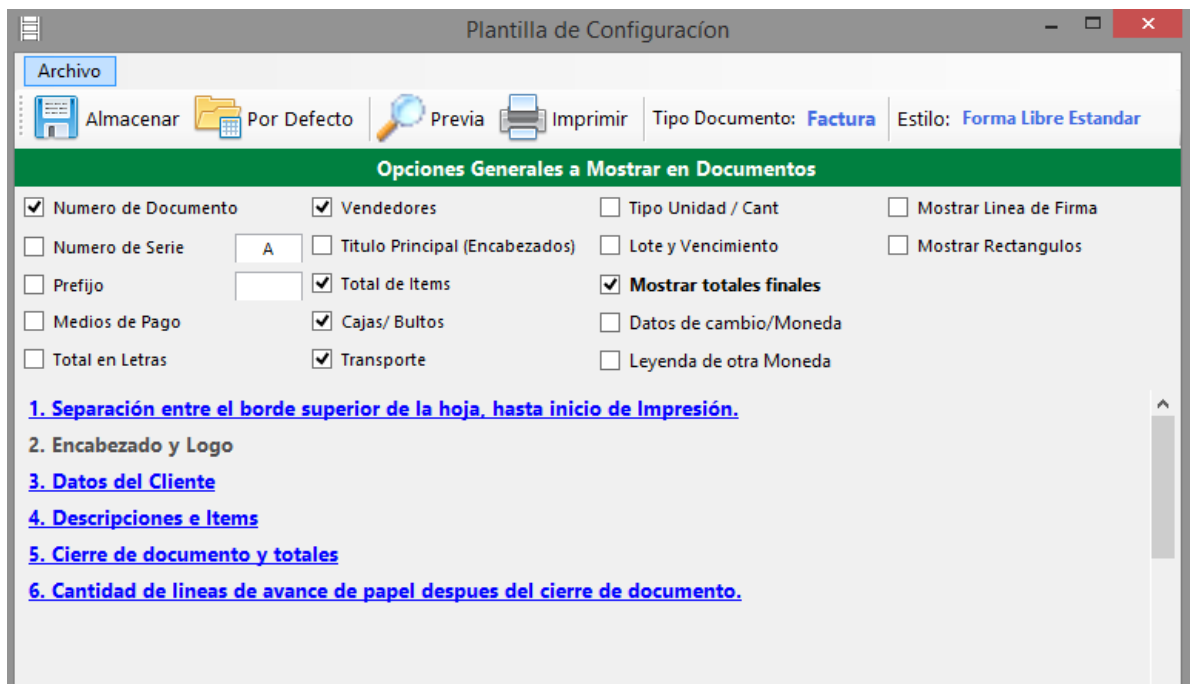 Plantilla de Configuracíon
Archivo
Almacenar Por Defecto Previa Imprimir Tipo Documento: Factura Estilo: Forma Libre Estandar
Opciones Generales a Mostrar en Documentos
Numero de Documento Vendedores Tipo Unidad / Cant Mostrar Linea de Firma
Numero de Serie A Titulo Principal (Encabezados) Lote y Vencimiento Mostrar Rectangulos
Prefijo Total de Items Mostrar totales finales
Medios de Pago Cajas/ Bultos Datos de cambio/Moneda
Total en Letras Transporte Leyenda de otra Moneda
1. Separación entre el borde superior de la hoja, hasta inicio de Impresión.
2. Encabezado y Logo
3. Datos del Cliente
4. Descripciones e Items
5. Cierre de documento y totales
6. Cantidad de lineas de avance de papel despues del cierre de documento.